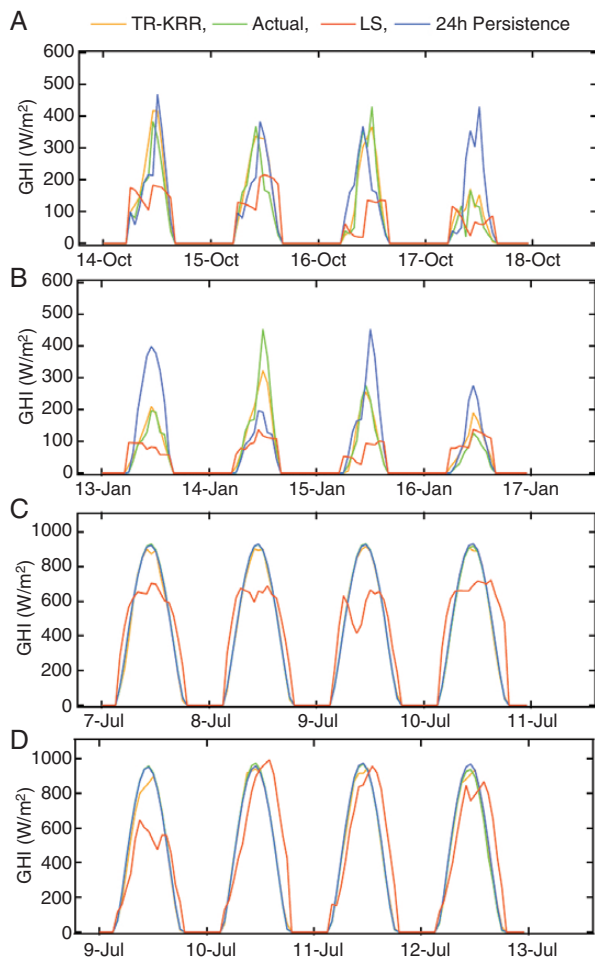 A
TR-KRR, Actual, LS, 24h Persistence
GHI (W/m²)
600
500
400
300
200
100
0
14-Oct 15-Oct 16-Oct 17-Oct 18-Oct
B
GHI (W/m²)
600
500
400
300
200
100
0
13-Jan 14-Jan 15-Jan 16-Jan 17-Jan
C
GHI (W/m²)
1000
800
600
400
200
0
7-Jul 8-Jul 9-Jul 10-Jul 11-Jul
D
GHI (W/m²)
1000
800
600
400
200
0
9-Jul 10-Jul 11-Jul 12-Jul 13-Jul